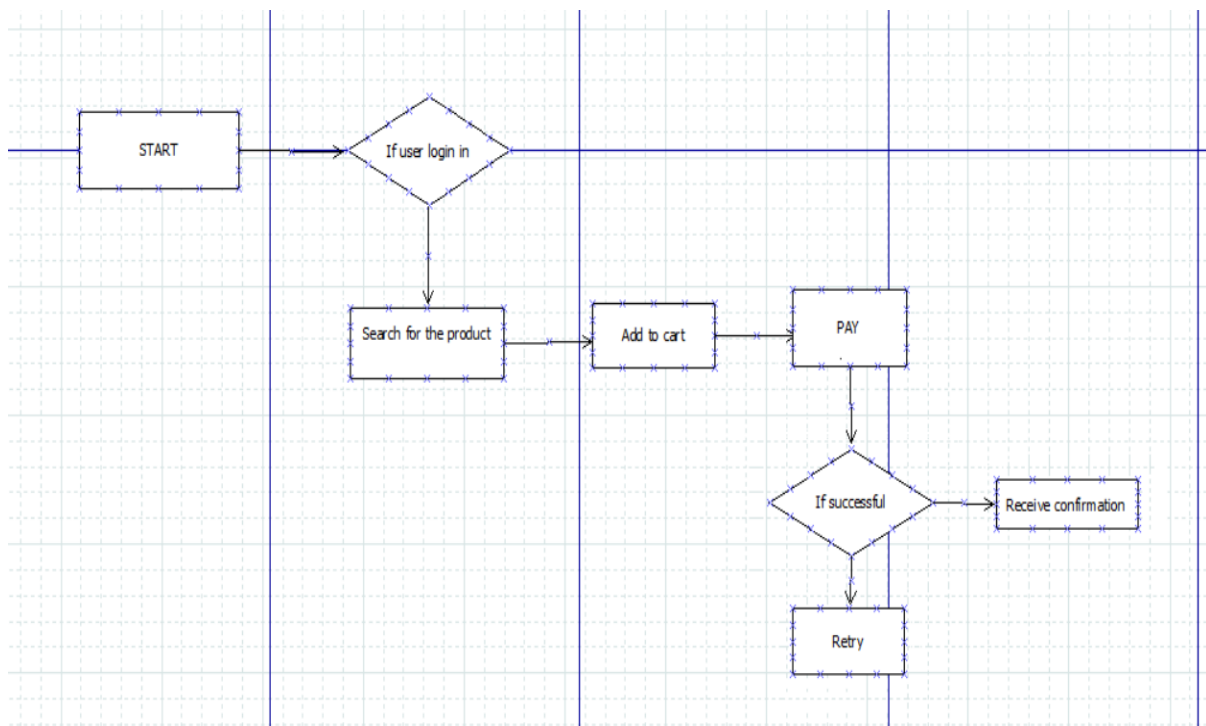 START
If user login in
Search for the product
Add to cart
PAY
If successful
Receive confirmation
Retry